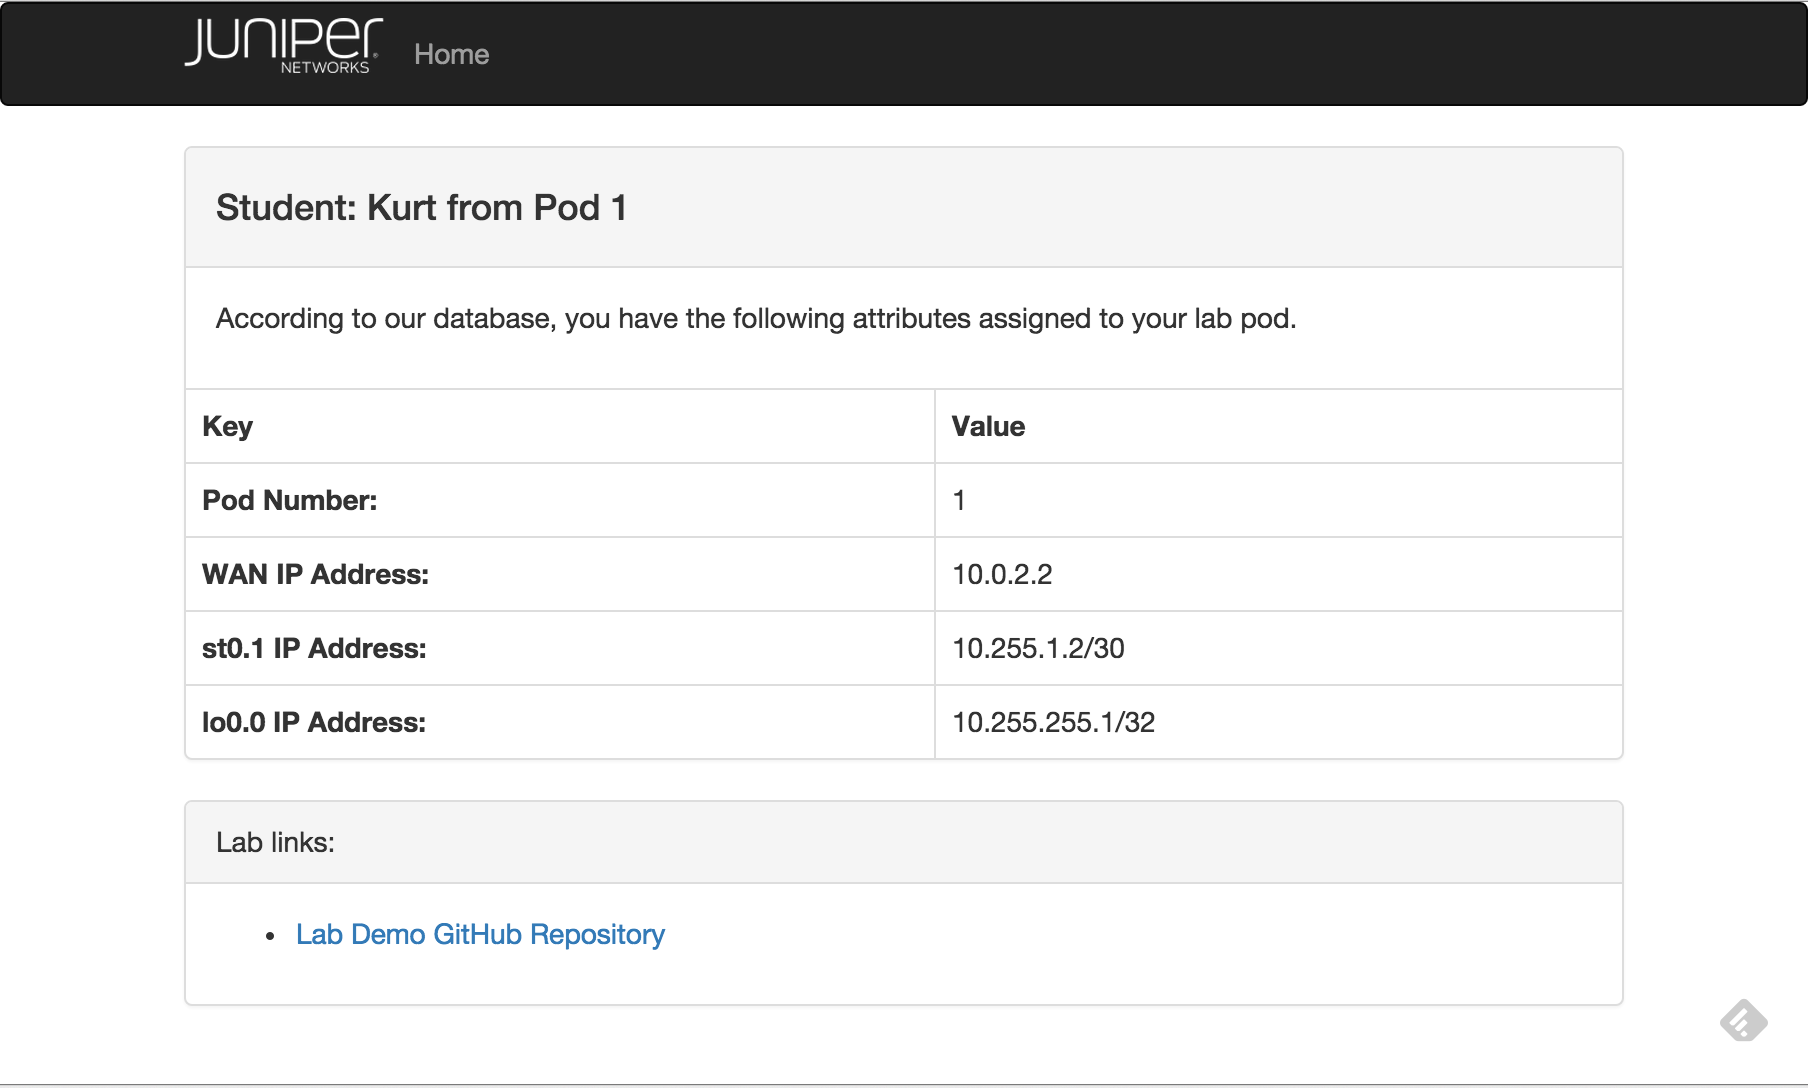 JUNIPER
NETWORKS
Home
Student: Kurt from Pod 1
According to our database, you have the following attributes assigned to your lab pod.
Key Value
Pod Number: 1
WAN IP Address: 10.0.2.2
st0.1 IP Address: 10.255.1.2/30
lo0.0 IP Address: 10.255.255.1/32
Lab links:
• Lab Demo GitHub Repository